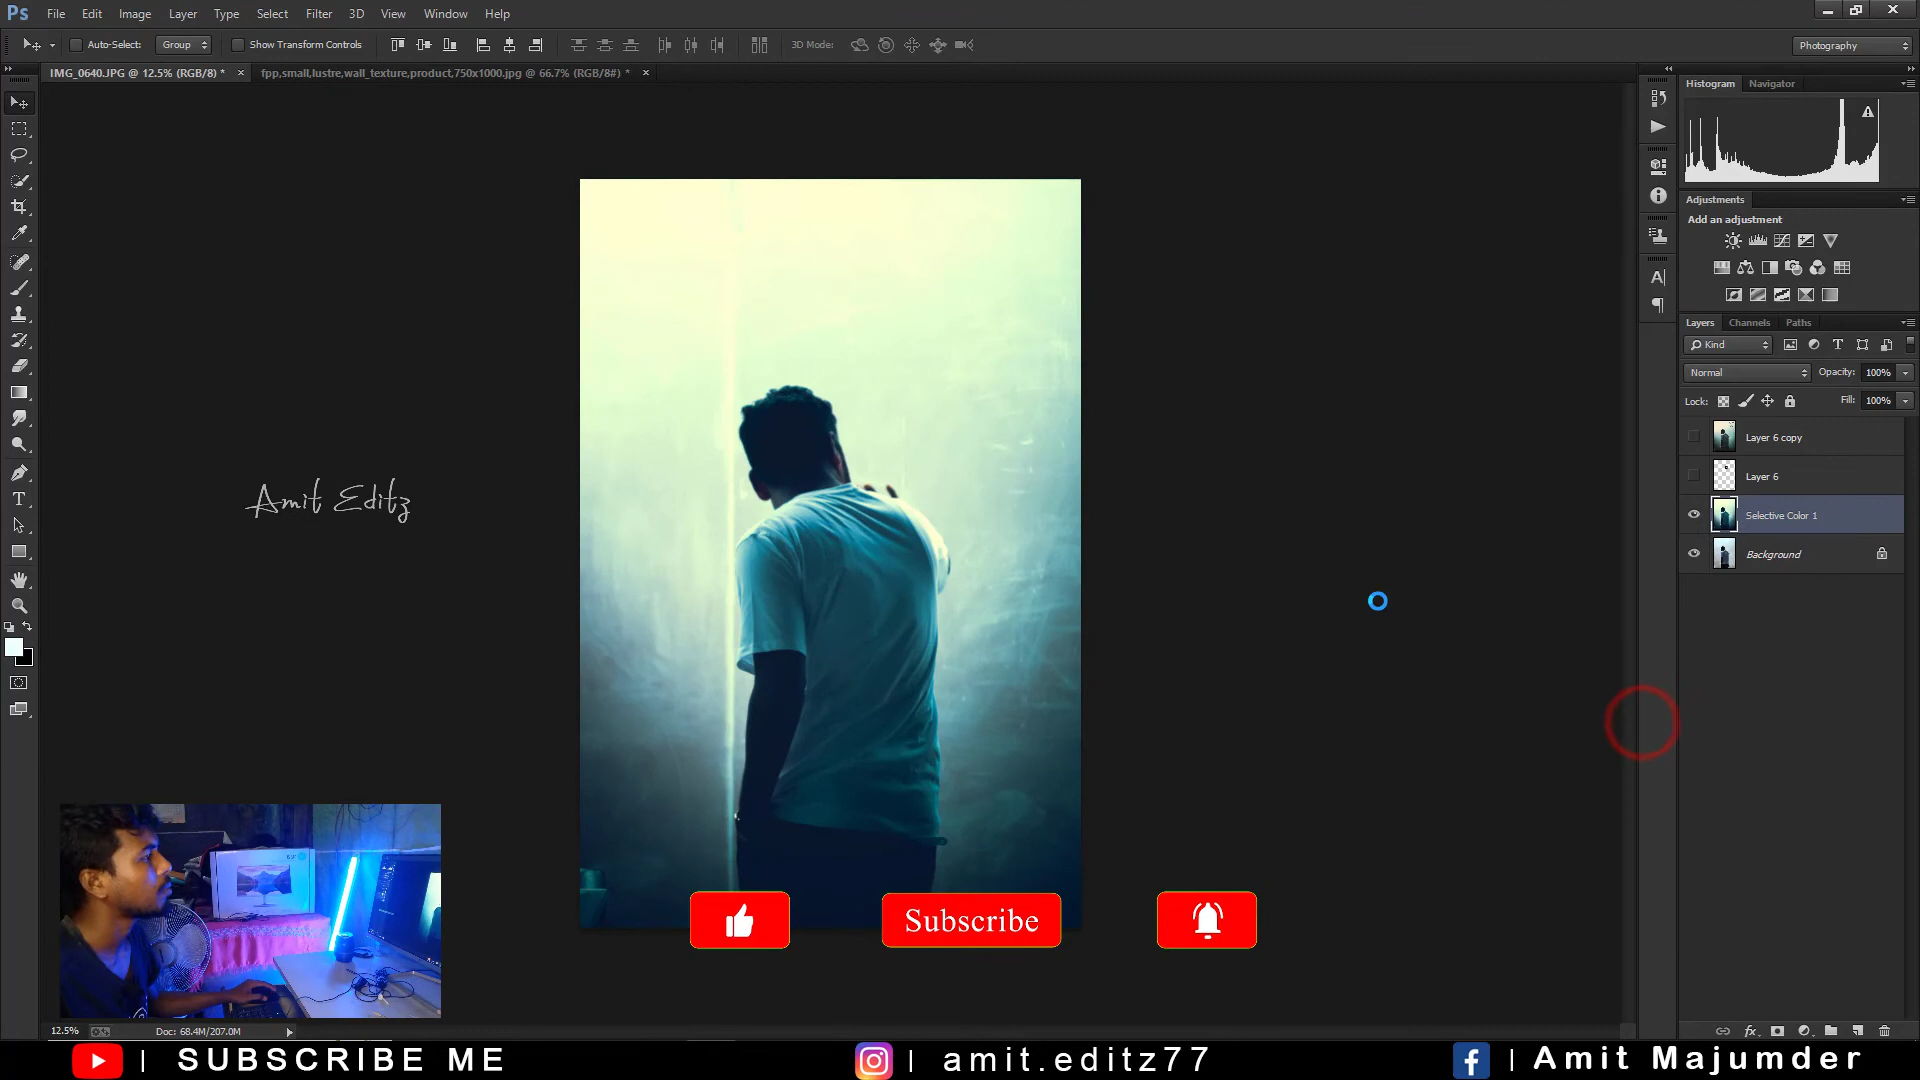 Ps File Edit Image Layer Type Select Filter 3D View Window Help
Auto-Select: Group Show Transform Controls 3D Mode: Photography
IMG_0640.JPG @ 12.5% (RGB/8) * × fpp,small,lustre,wall_texture,product,750x1000.jpg @ 66.7% (RGB/8#) * ×
Histogram Navigator
Adjustments
Add an adjustment
Layers Channels Paths
Kind
Normal Opacity: 100%
Lock: Fill: 100%
Layer 6 copy
Layer 6
Selective Color 1
Background
Amit Editz
Subscribe
12.5% Doc: 68.4M/207.0M
| SUBSCRIBE ME | amit.editz77 | Amit Majumder